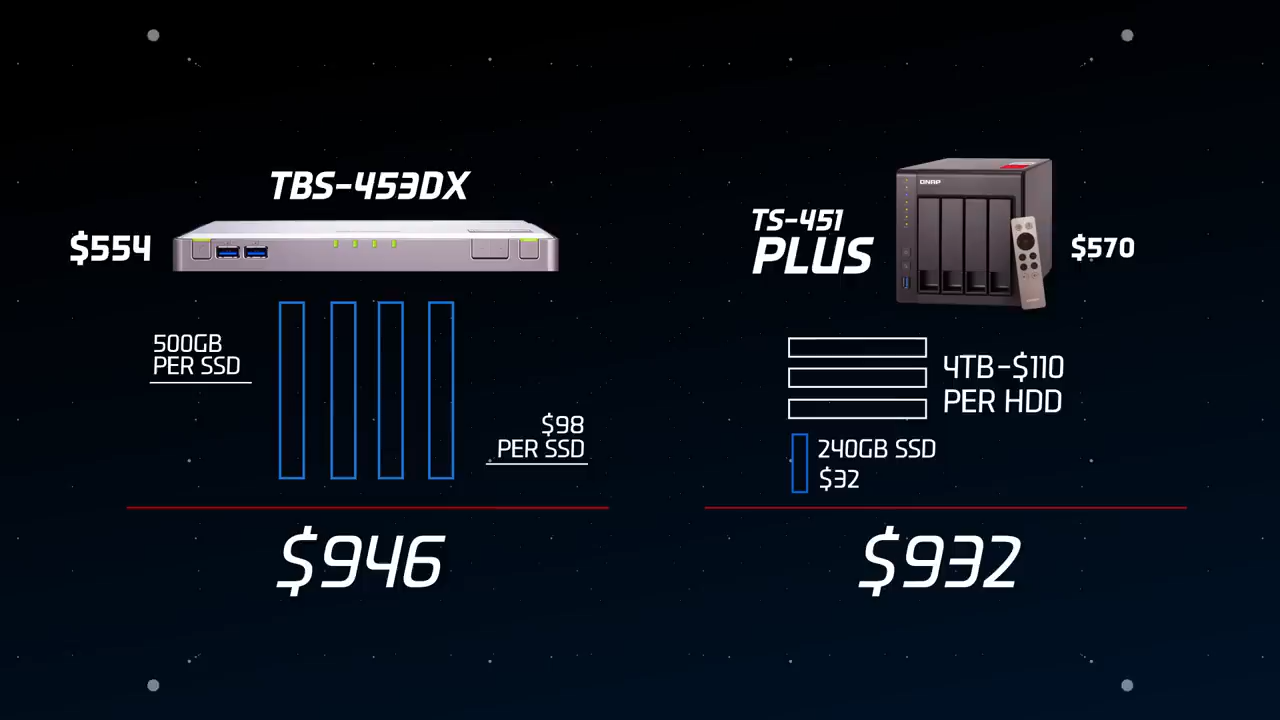 TBS-453DX
$554
500GB
PER SSD
$98
PER SSD
$946
QNAP
TS-451
PLUS
$570
4TB-$110
PER HDD
240GB SSD
$32
$932